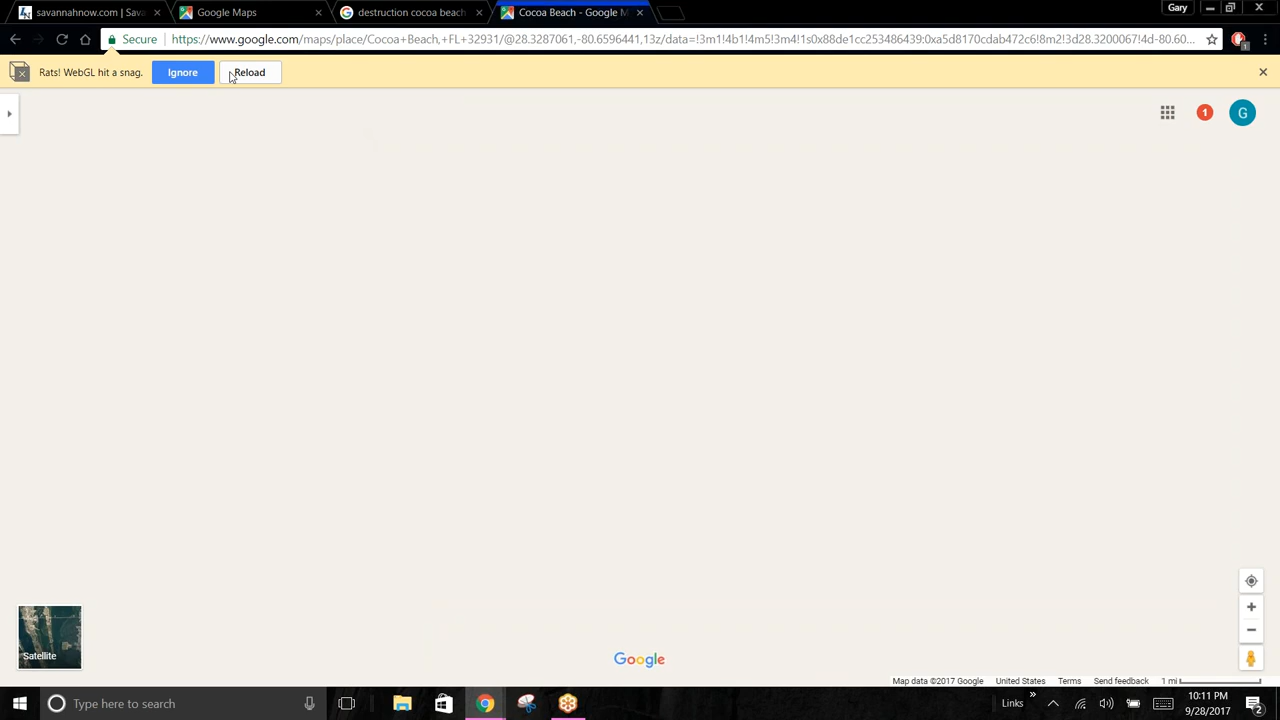 savannahnow.com | Sava
Google Maps
destruction cocoa beach
Cocoa Beach - Google M
Gary
Secure
https://www.google.com/maps/place/Cocoa+Beach,+FL+32931/@28.3287061,-80.6596441,13z/data=!3m1!4b1!4m5!3m4!1s0x88de1cc253486439:0xa5d8170cdab472c6!8m2!3d28.3200067!4d-80.60...
1
Rats! WebGL hit a snag.
Ignore
Reload
1
G
Satellite
Google
Map data ©2017 Google
United States
Terms
Send feedback
1 mi
Type here to search
Links
»
10:11 PM
9/28/2017
2